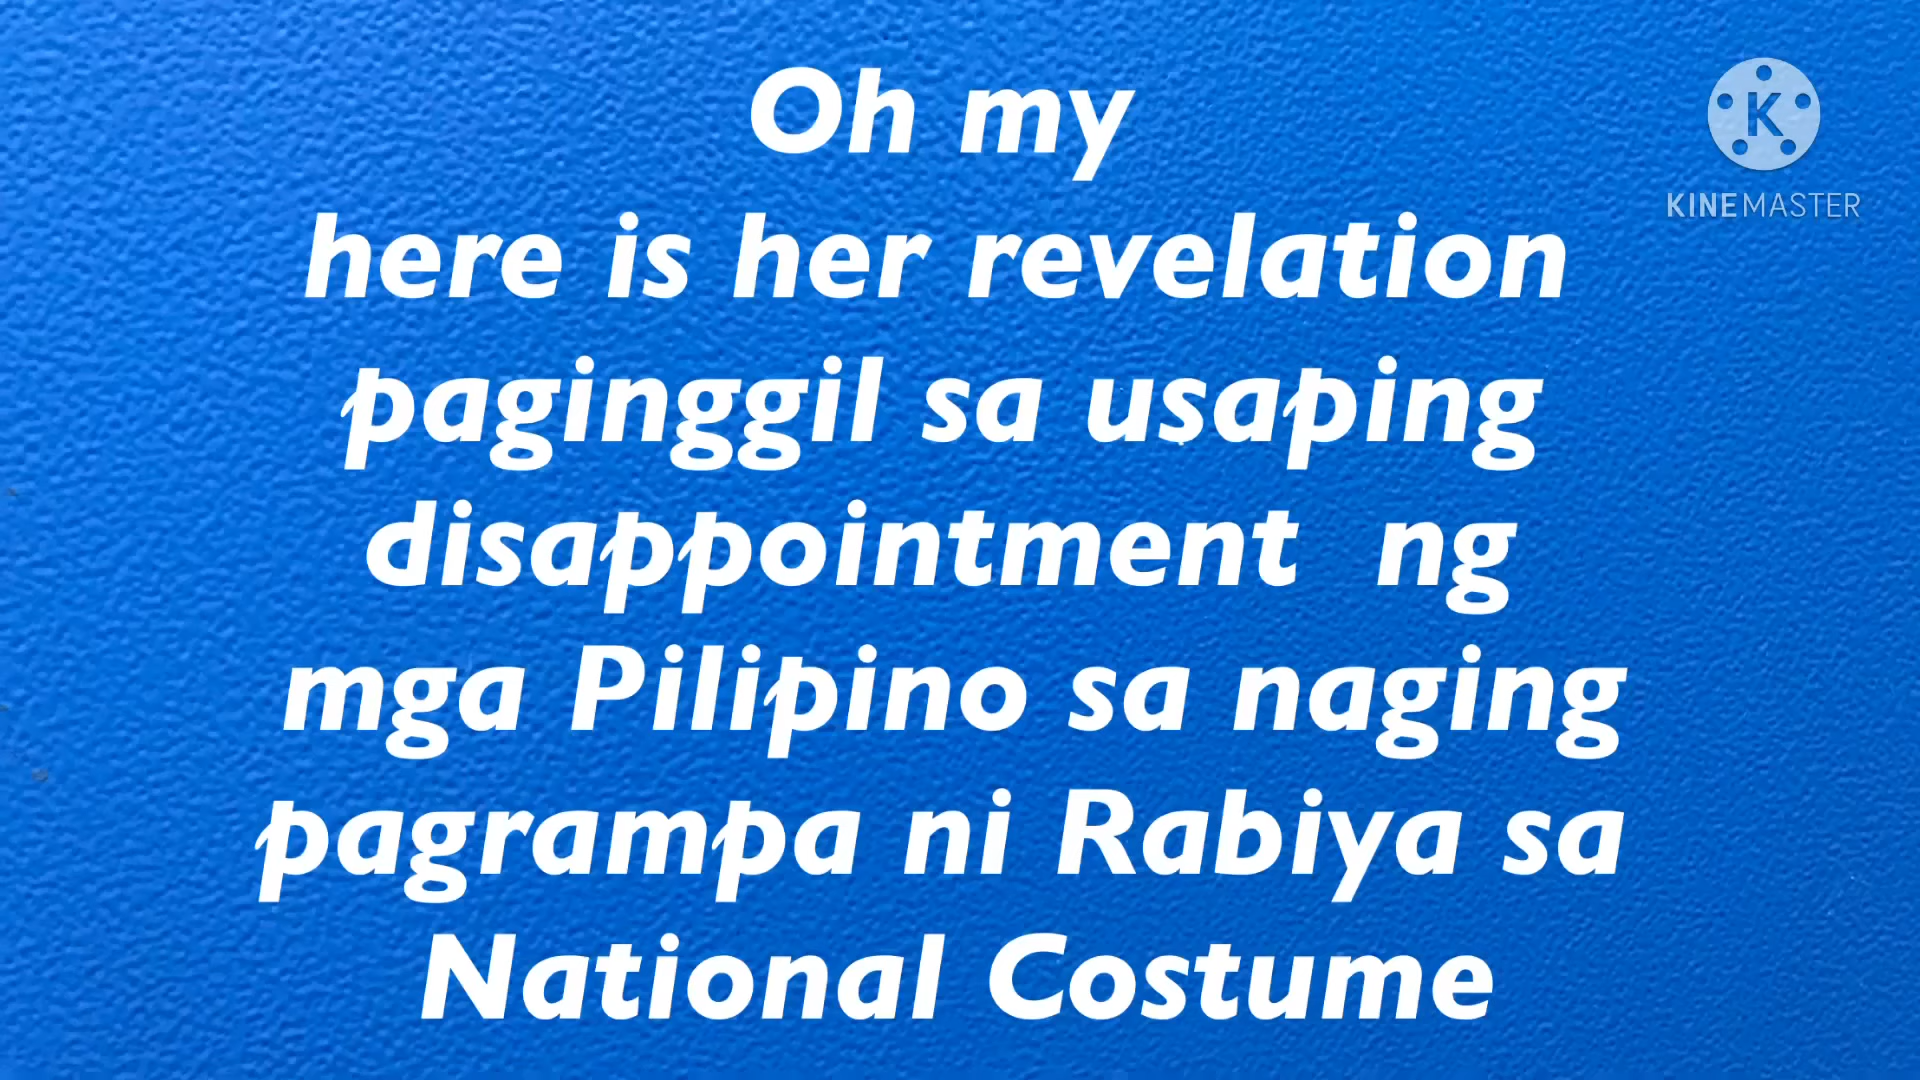 Oh my
here is her revelation
paginggil sa usaping
disappointment ng
mga Pilipino sa naging
pagrampa ni Rabiya sa
National Costume
K
KINEMASTER